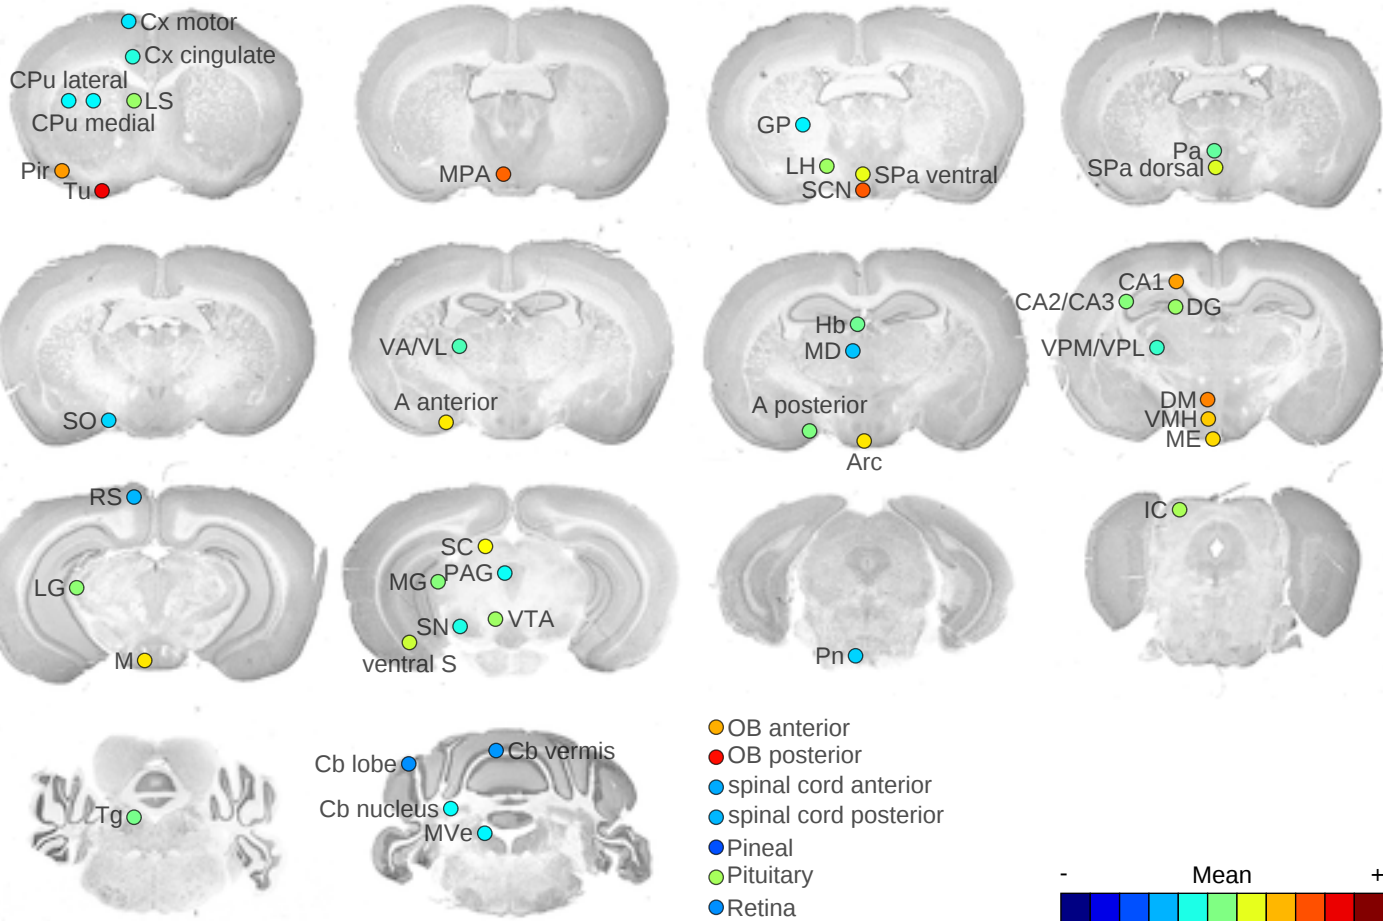 Cx motor
Cx cingulate
CPu lateral
LS
CPu medial
Pir
Tu
MPA
GP
LH
SPa ventral
SCN
Pa
SPa dorsal
SO
VA/VL
A anterior
Hb
MD
A posterior
Arc
CA1
CA2/CA3
DG
VPM/VPL
DM
VMH
ME
RS
LG
M
SC
MG
PAG
SN
VTA
ventral S
Pn
IC
Tg
Cb lobe
Cb vermis
Cb nucleus
MVe
OB anterior
OB posterior
spinal cord anterior
spinal cord posterior
Pineal
Pituitary
Retina
- Mean +